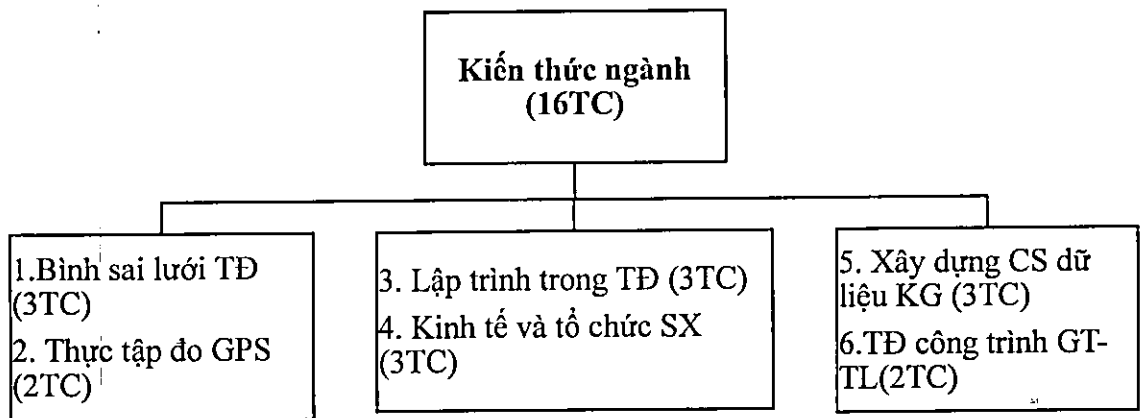 Kiến thức ngành
(16TC)
1.Bình sai lưới TĐ
(3TC)
2. Thực tập đo GPS
(2TC)
3. Lập trình trong TĐ (3TC)
4. Kinh tế và tổ chức SX
(3TC)
5. Xây dựng CS dữ
liệu KG (3TC)
6.TĐ công trình GT-
TL(2TC)